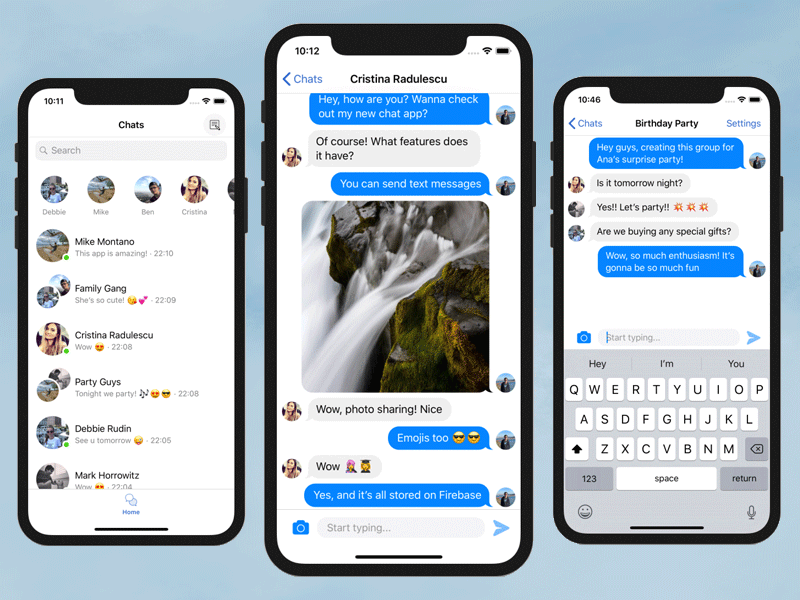 10:11
Chats
Search
Debbie
Mike
Ben
Cristina
Mike Montano
This app is amazing! · 22:10
Family Gang
She's so cute! 😘💕 · 22:09
Cristina Radulescu
Wow 😍 · 22:08
Party Guys
Tonight we party! 🎶😍😎 · 22:08
Debbie Rudin
See u tomorrow 😜 · 22:05
Mark Horrowitz
Wow 😍 · 22:04
Home
10:12
Chats
Cristina Radulescu
Hey, how are you? Wanna check
out my new chat app?
Of course! What features does
it have?
You can send text messages
Wow, photo sharing! Nice
Emojis too 😎😎
Wow 👩‍🎤👨‍🎓
Yes, and it's all stored on Firebase
Start typing...
10:46
Chats
Birthday Party
Settings
Hey guys, creating this group for
Ana's surprise party!
Is it tomorrow night?
Yes!! Let's party!! 💥 💥 💥
Are we buying any special gifts?
Wow, so much enthusiasm! It's
gonna be so much fun
Start typing...
Hey I'm You
Q W E R T Y U I O P
A S D F G H J K L
Z X C V B N M
123 space return